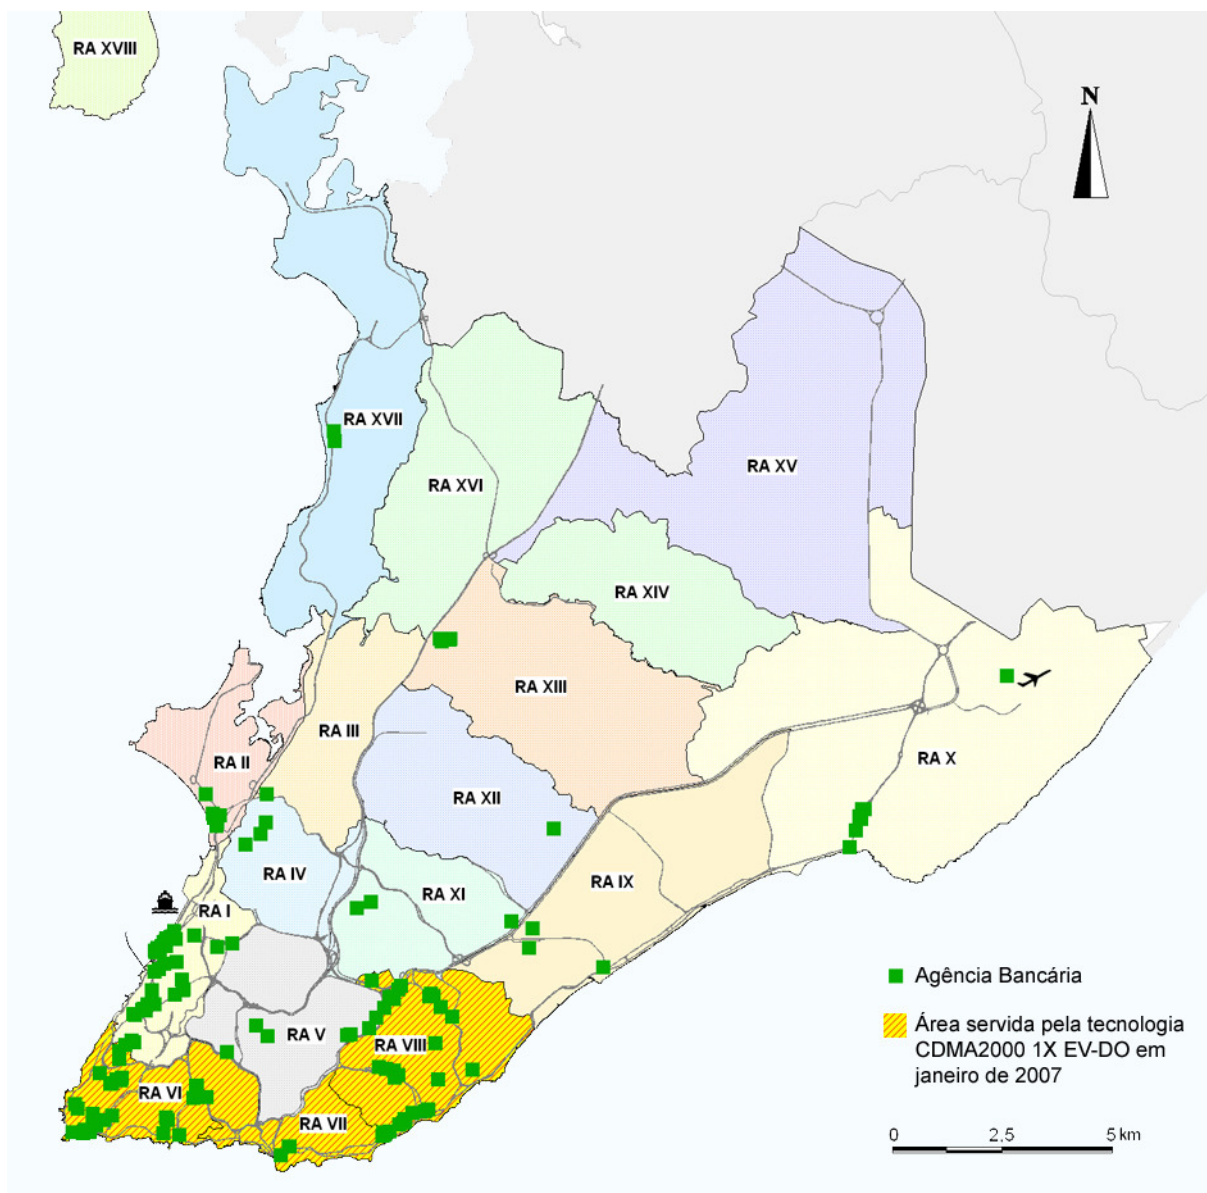 RA XVIII
N
RA XVII
RA XV
RA XVI
RA XIV
RA XIII
RA III
RA II
RA X
RA XII
RA IV
RA XI
RA IX
RA I
RA V
RA VIII
RA VI
RA VII
Agência Bancária
Área servida pela tecnologia
CDMA2000 1X EV-DO em
janeiro de 2007
0 2.5 5 km